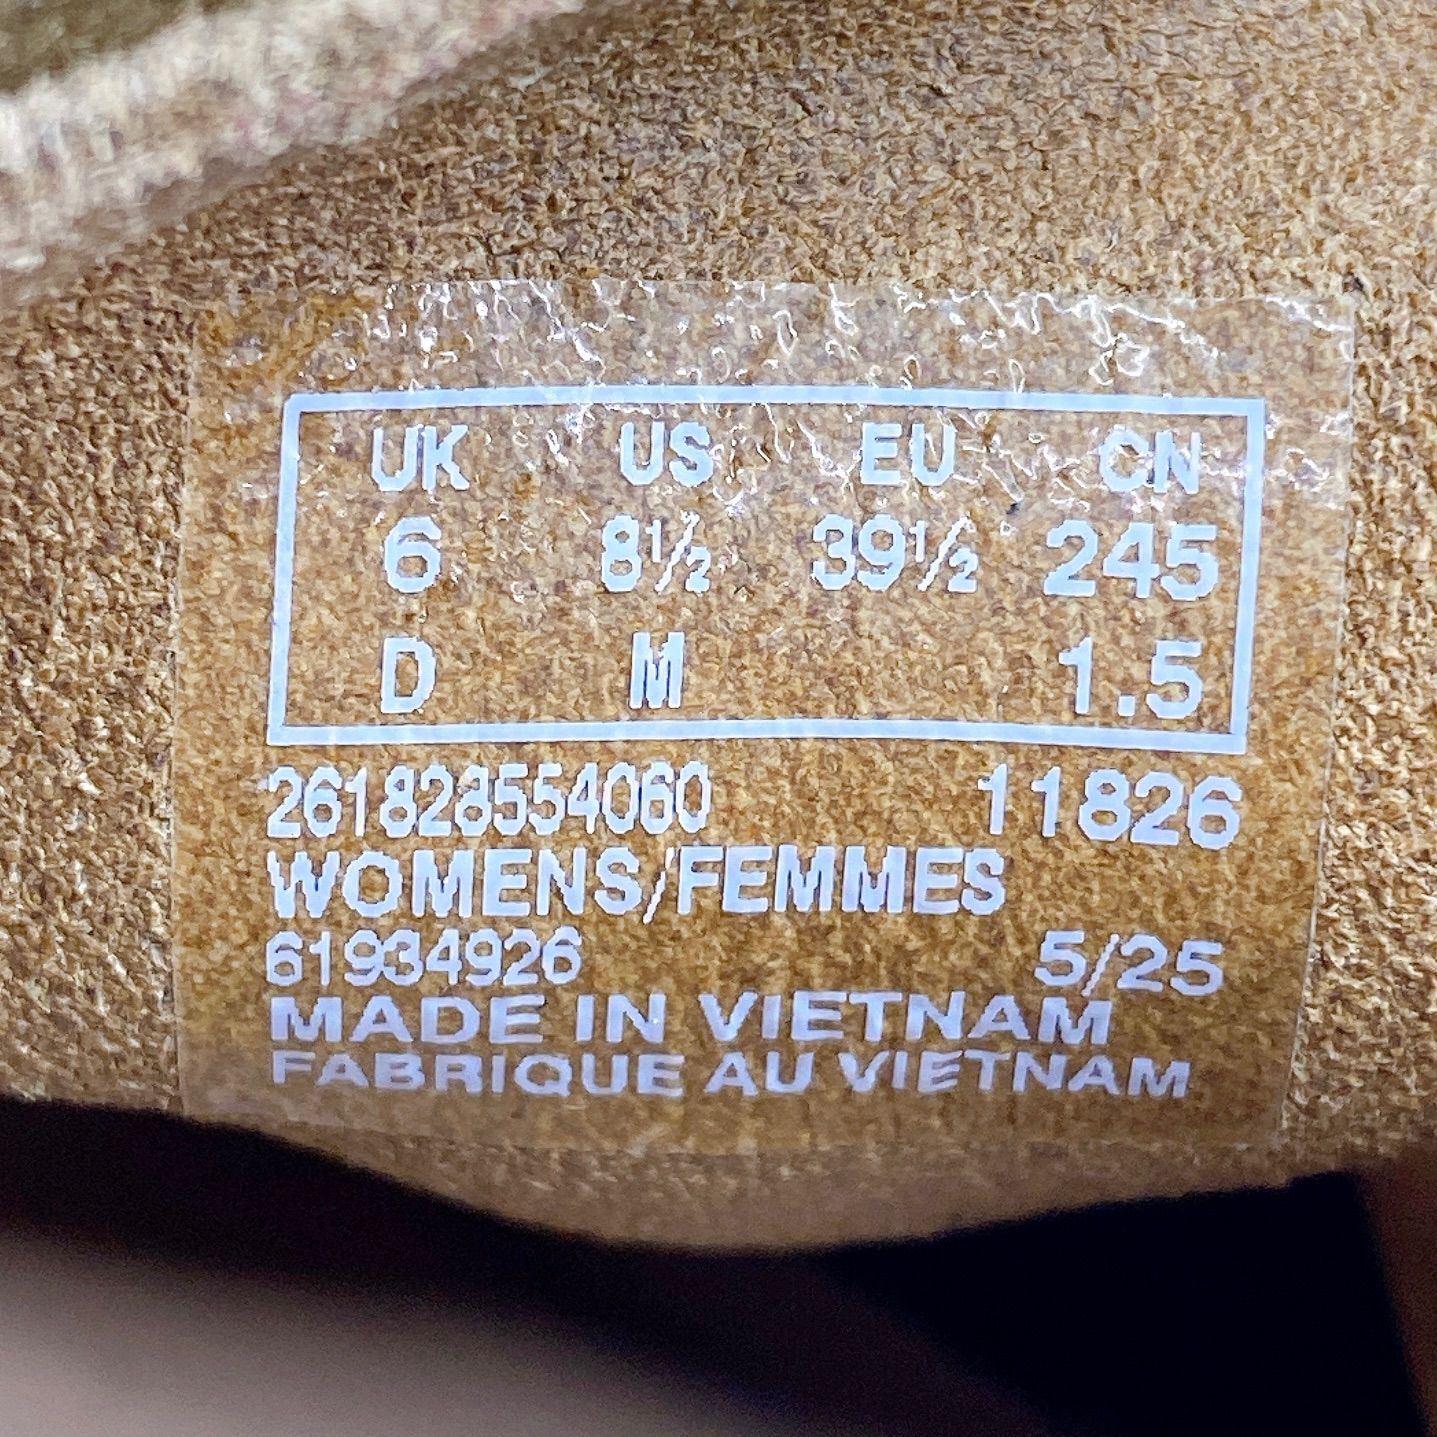 UK US EU CN
6 8½ 39½ 245
D M 1.5
261828554060 11826
WOMENS/FEMMES
61934926 5/25
MADE IN VIETNAM
FABRIQUE AU VIETNAM